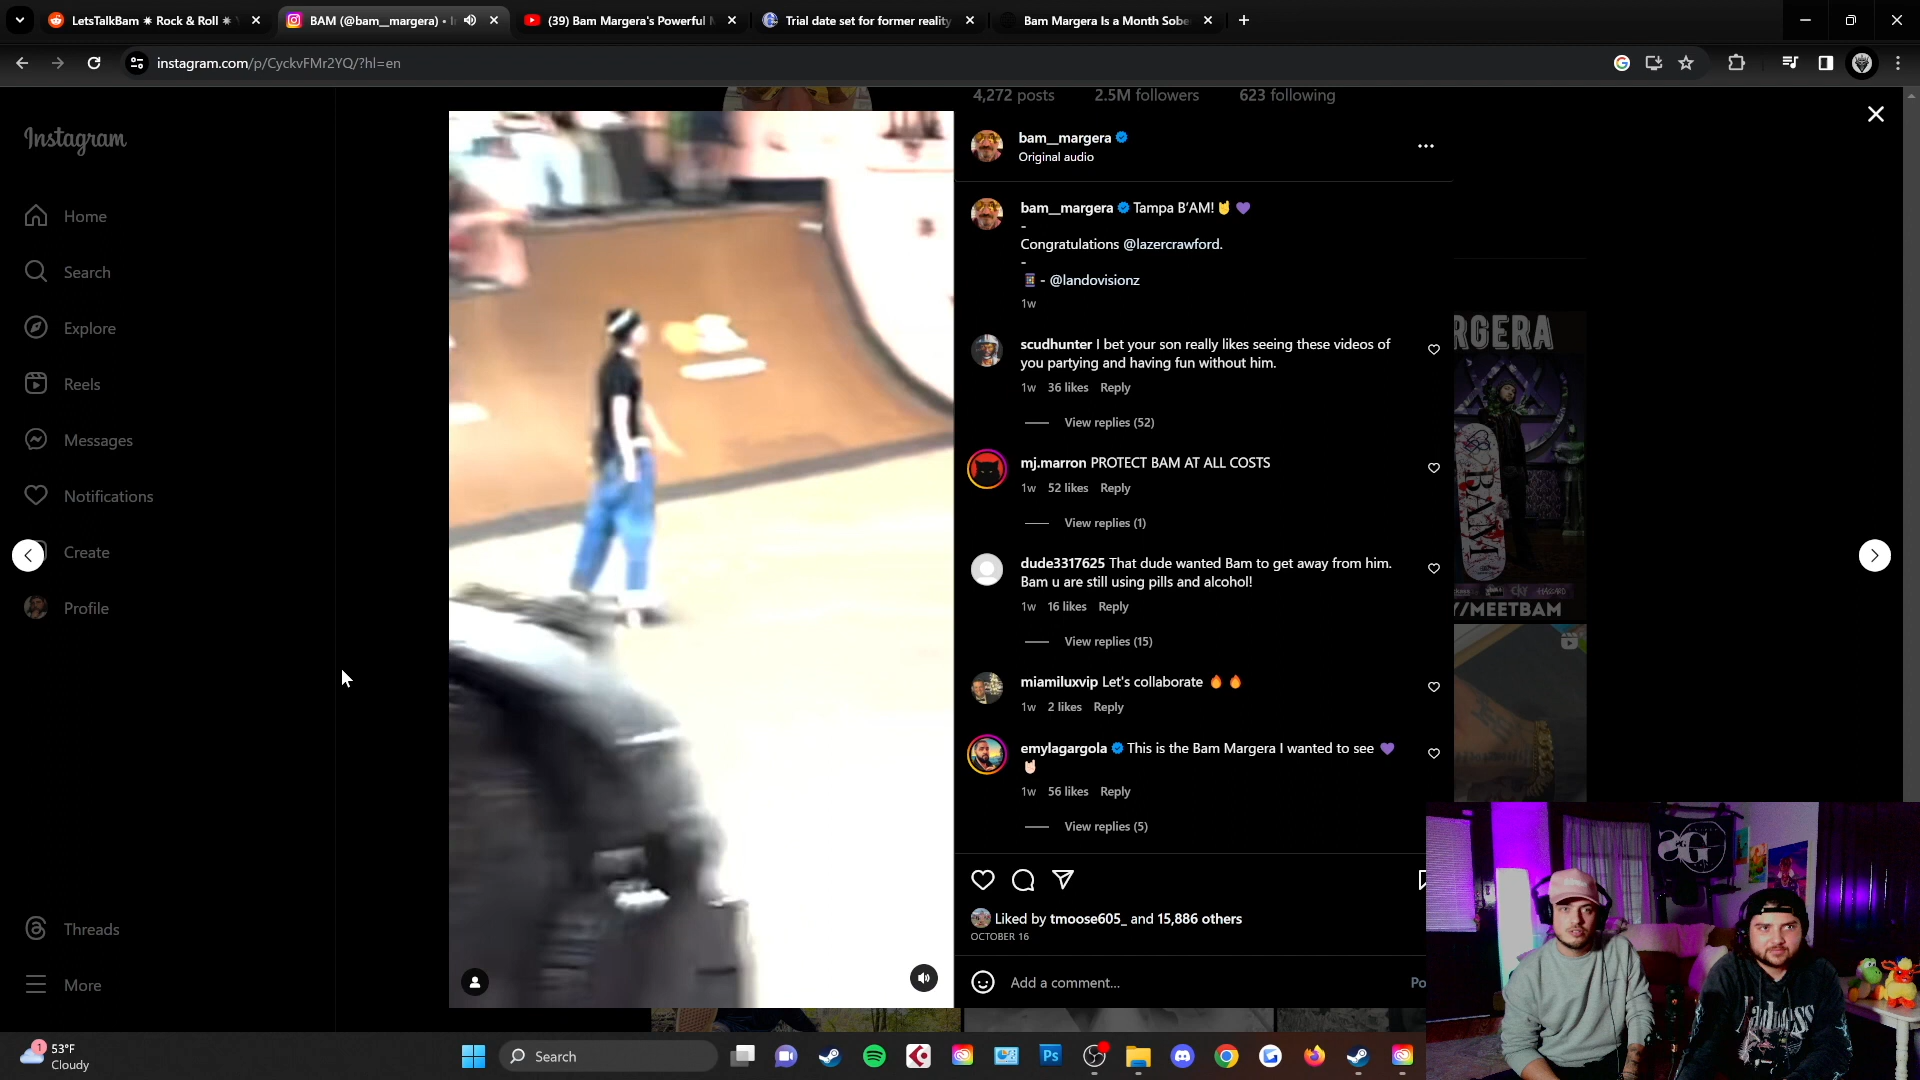 LetsTalkBam ✷ Rock & Roll ✷
BAM (@bam__margera) •
(39) Bam Margera's Powerful
Trial date set for former reality
Bam Margera Is a Month Sobe
instagram.com/p/CyckvFMr2YQ/?hl=en
4,272 posts 2.5M followers 623 following
Instagram
Home
Search
Explore
Reels
Messages
Notifications
Create
Profile
Threads
More
bam__margera
Original audio
bam__margera Tampa B'AM!🤘💜
-
Congratulations @lazercrawford.
-
🎞️ - @landovisionz
1w
scudhunter I bet your son really likes seeing these videos of
you partying and having fun without him.
1w 36 likes Reply
View replies (52)
mj.marron PROTECT BAM AT ALL COSTS
1w 52 likes Reply
View replies (1)
dude3317625 That dude wanted Bam to get away from him.
Bam u are still using pills and alcohol!
1w 16 likes Reply
View replies (15)
miamiluxvip Let's collaborate 🔥 🔥
1w 2 likes Reply
emylagargola This is the Bam Margera I wanted to see 💜
🤘🏻
1w 56 likes Reply
View replies (5)
Liked by tmoose605_ and 15,886 others
OCTOBER 16
Add a comment...
Po
RGERA
BAM
CKY
Y/MEETBAM
SG
1
53°F
Cloudy
Search
Ps